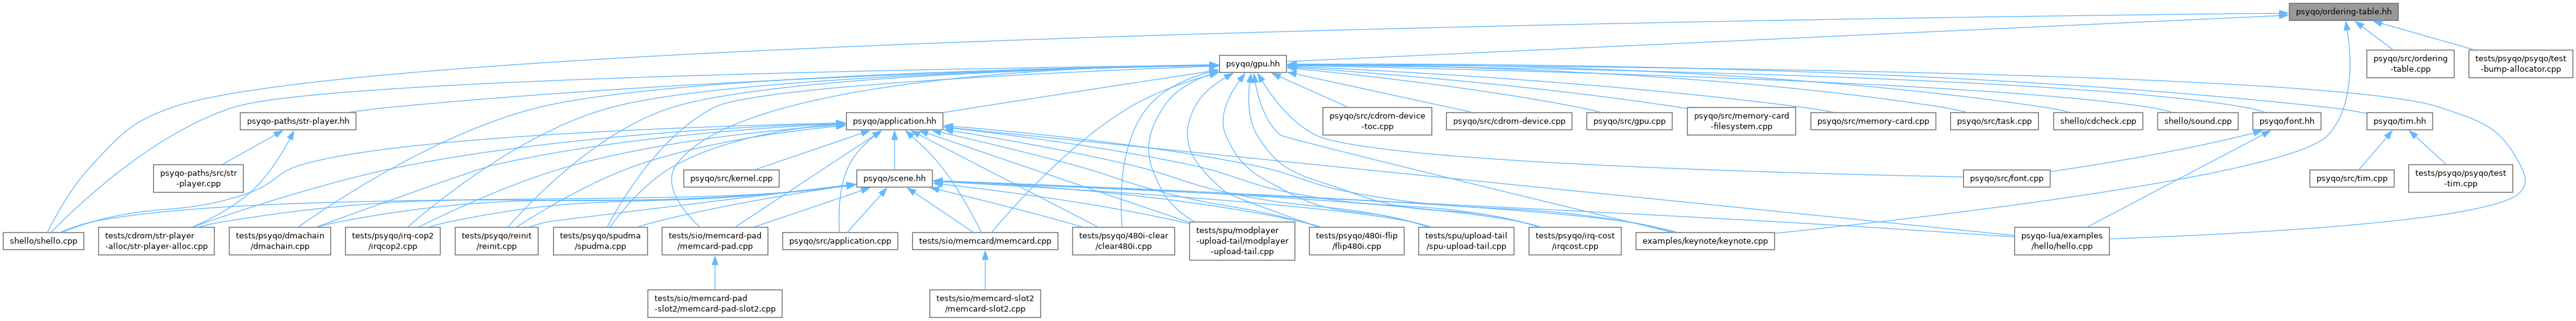 psyqo/ordering-table.hh
psyqo/gpu.hh
psyqo/src/ordering
-table.cpp
tests/psyqo/psyqo/test
-bump-allocator.cpp
psyqo-paths/str-player.hh
psyqo/application.hh
psyqo/src/cdrom-device
-toc.cpp
psyqo/src/cdrom-device.cpp
psyqo/src/gpu.cpp
psyqo/src/memory-card
-filesystem.cpp
psyqo/src/memory-card.cpp
psyqo/src/task.cpp
shello/cdcheck.cpp
shello/sound.cpp
psyqo/font.hh
psyqo/tim.hh
psyqo-paths/src/str
-player.cpp
psyqo/src/kernel.cpp
psyqo/scene.hh
psyqo/src/font.cpp
psyqo/src/tim.cpp
tests/psyqo/psyqo/test
-tim.cpp
shello/shello.cpp
tests/cdrom/str-player
-alloc/str-player-alloc.cpp
tests/psyqo/dmachain
/dmachain.cpp
tests/psyqo/irq-cop2
/irqcop2.cpp
tests/psyqo/reinit
/reinit.cpp
tests/psyqo/spudma
/spudma.cpp
tests/sio/memcard-pad
/memcard-pad.cpp
psyqo/src/application.cpp
tests/sio/memcard/memcard.cpp
tests/psyqo/480i-clear
/clear480i.cpp
tests/spu/modplayer
-upload-tail/modplayer
-upload-tail.cpp
tests/psyqo/480i-flip
/flip480i.cpp
tests/spu/upload-tail
/spu-upload-tail.cpp
tests/psyqo/irq-cost
/irqcost.cpp
examples/keynote/keynote.cpp
psyqo-lua/examples
/hello/hello.cpp
tests/sio/memcard-pad
-slot2/memcard-pad-slot2.cpp
tests/sio/memcard-slot2
/memcard-slot2.cpp